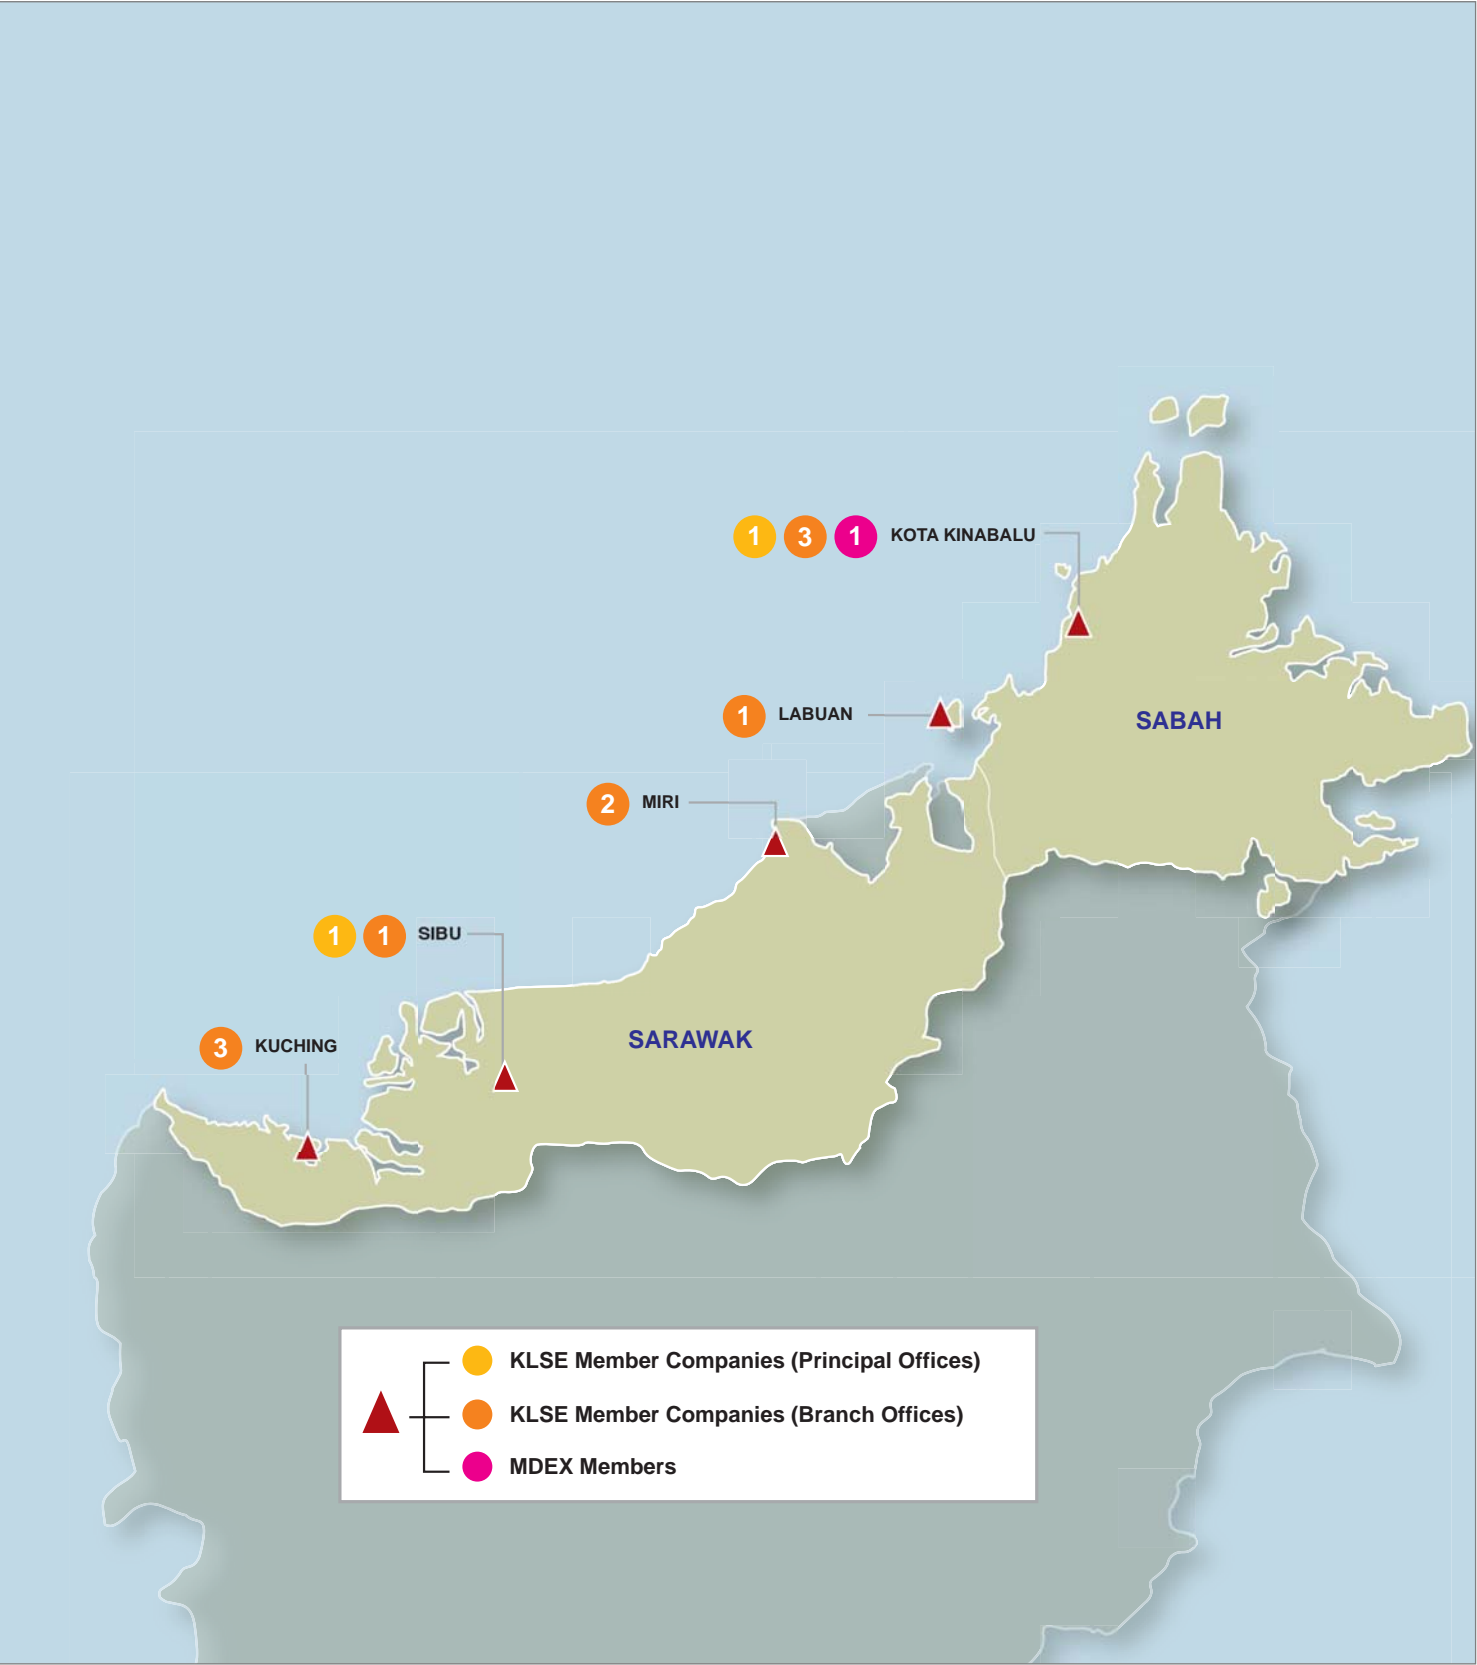 1 3 1 KOTA KINABALU
1 LABUAN
SABAH
2 MIRI
1 1 SIBU
SARAWAK
3 KUCHING
KLSE Member Companies (Principal Offices)
KLSE Member Companies (Branch Offices)
MDEX Members